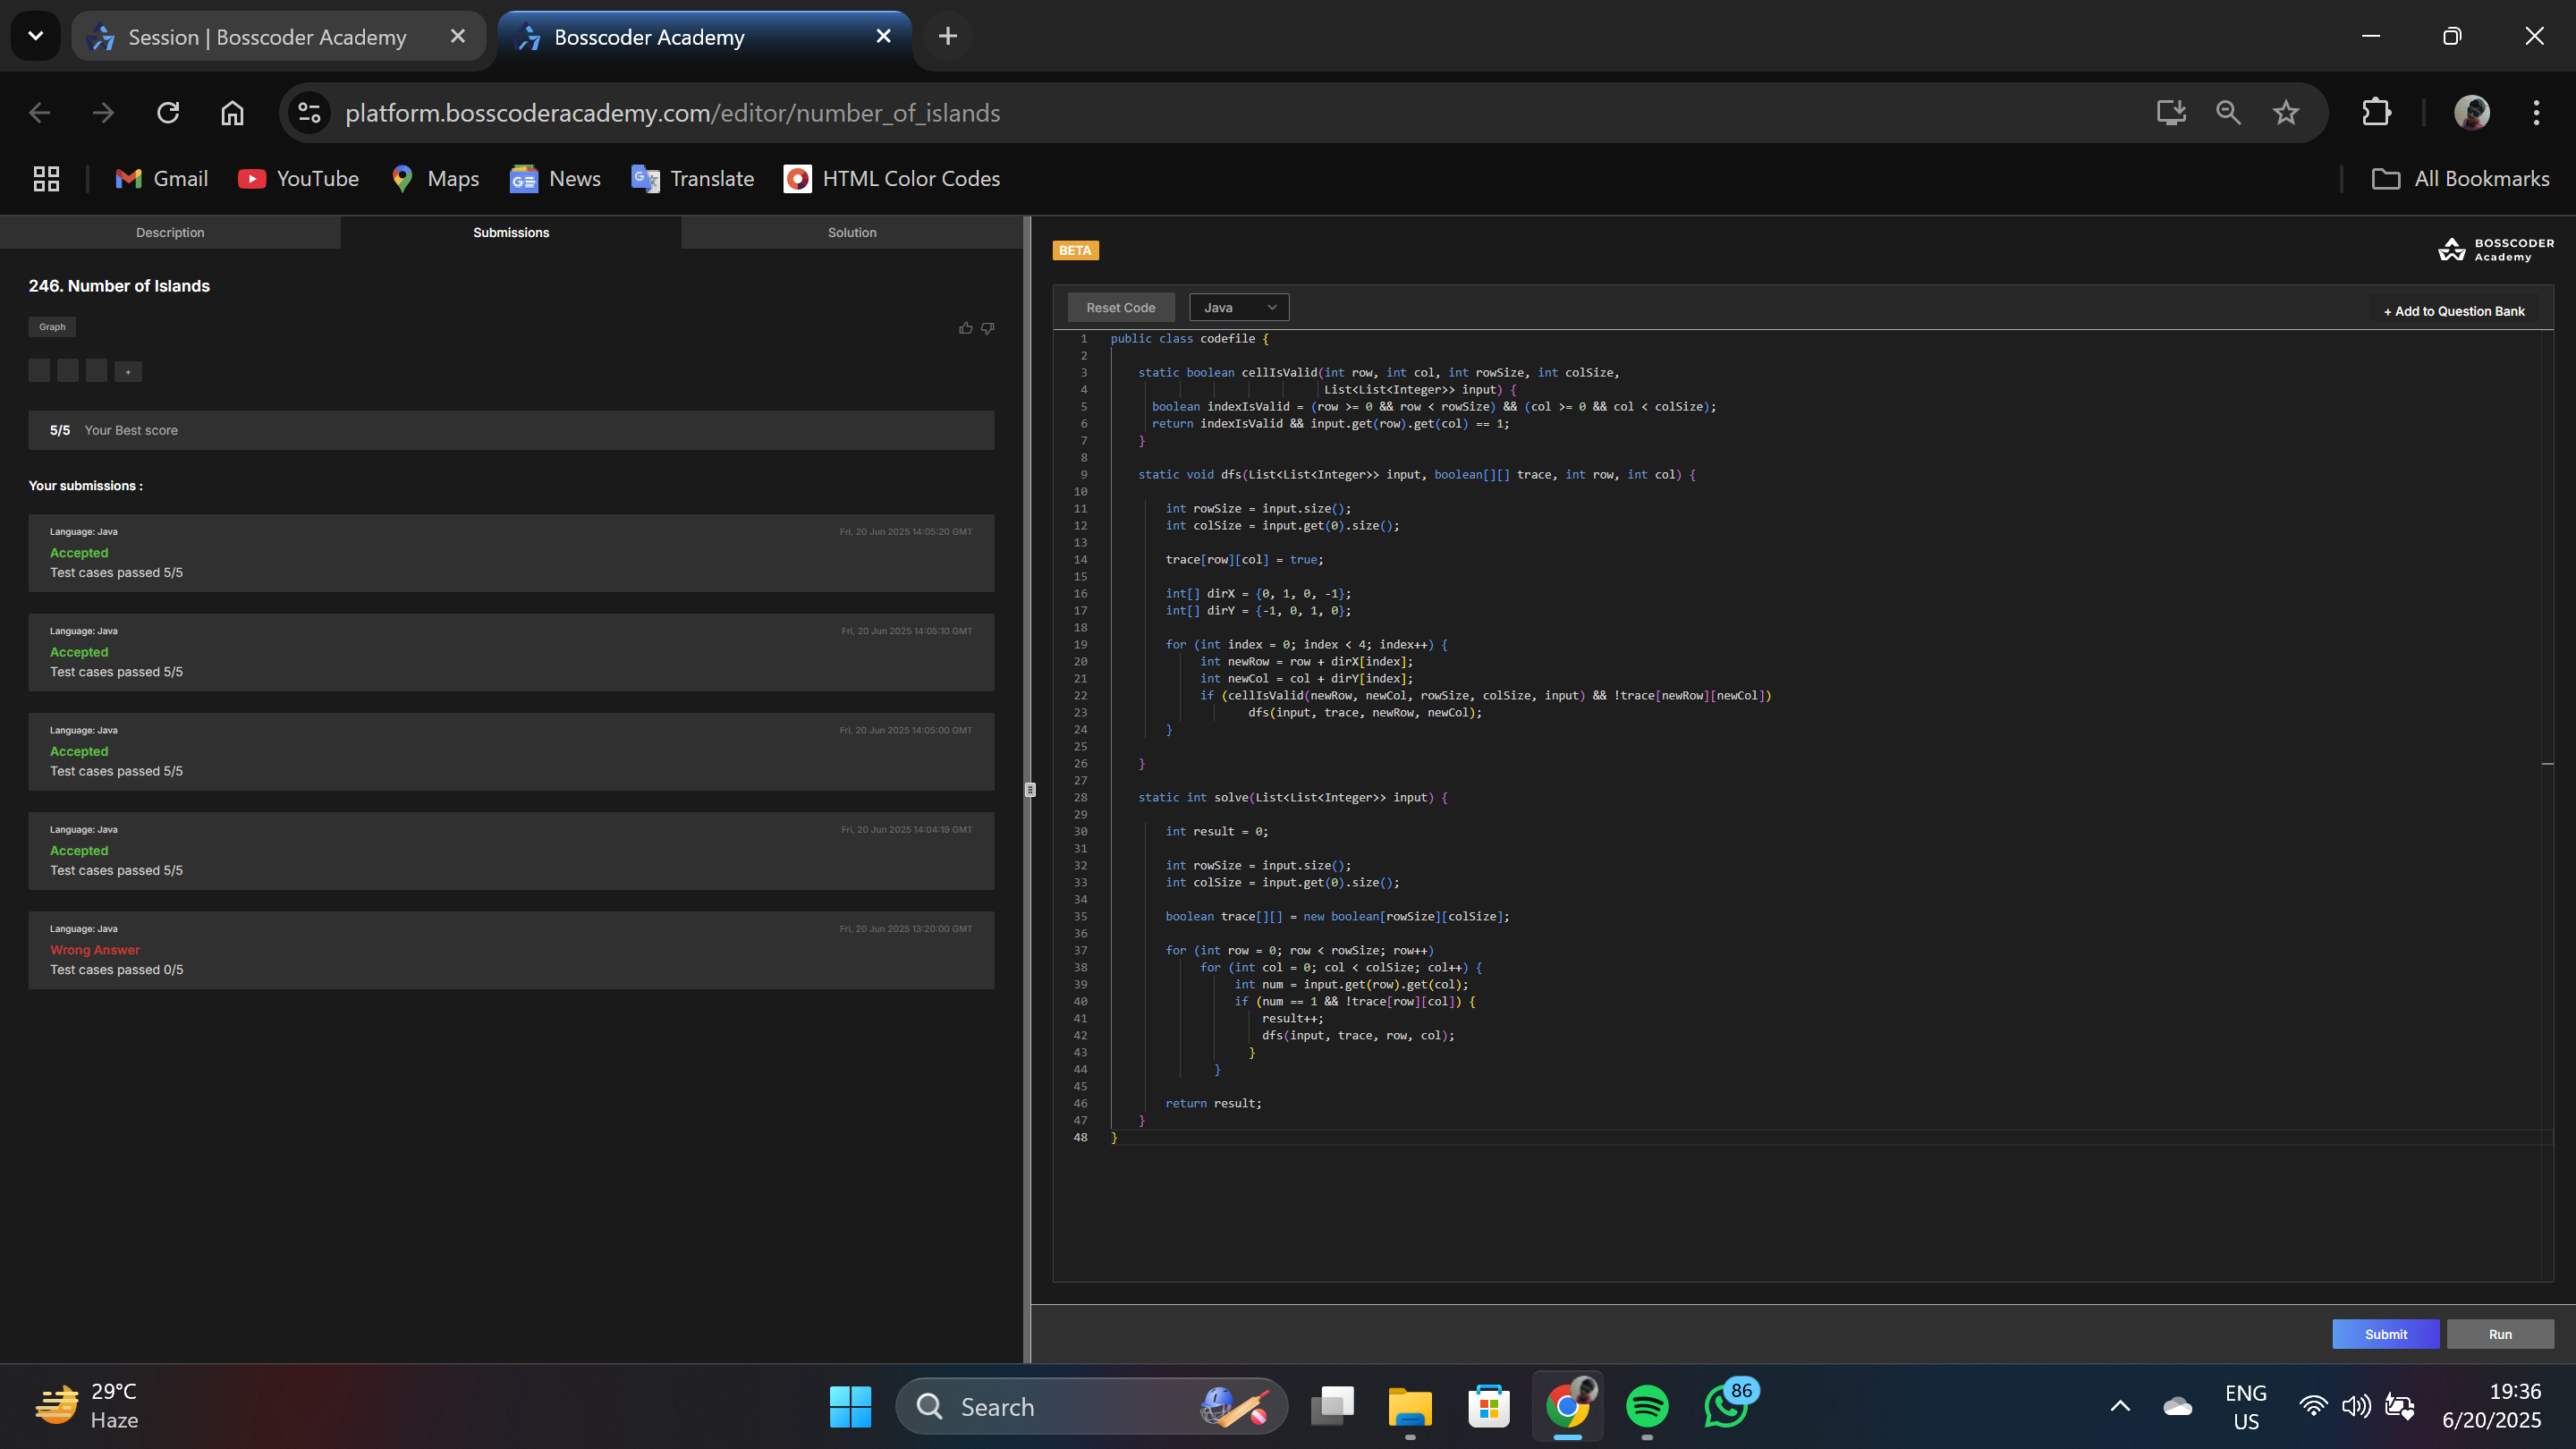 Session | Bosscoder Academy
Bosscoder Academy
platform.bosscoderacademy.com/editor/number_of_islands
Gmail
YouTube
Maps
News
Translate
HTML Color Codes
All Bookmarks
Description
Submissions
Solution
246. Number of Islands
Graph
+
5/5 Your Best score
Your submissions :
Language: Java Fri, 20 Jun 2025 14:05:20 GMT
Accepted
Test cases passed 5/5
Language: Java Fri, 20 Jun 2025 14:05:10 GMT
Accepted
Test cases passed 5/5
Language: Java Fri, 20 Jun 2025 14:05:00 GMT
Accepted
Test cases passed 5/5
Language: Java Fri, 20 Jun 2025 14:04:19 GMT
Accepted
Test cases passed 5/5
Language: Java Fri, 20 Jun 2025 13:20:00 GMT
Wrong Answer
Test cases passed 0/5
BETA
BOSSCODER
Academy
Reset Code
Java
+ Add to Question Bank
1 public class codefile {
2
3 static boolean cellIsValid(int row, int col, int rowSize, int colSize,
4 List<List<Integer>> input) {
5 boolean indexIsValid = (row >= 0 && row < rowSize) && (col >= 0 && col < colSize);
6 return indexIsValid && input.get(row).get(col) == 1;
7 }
8
9 static void dfs(List<List<Integer>> input, boolean[][] trace, int row, int col) {
10
11 int rowSize = input.size();
12 int colSize = input.get(0).size();
13
14 trace[row][col] = true;
15
16 int[] dirX = {0, 1, 0, -1};
17 int[] dirY = {-1, 0, 1, 0};
18
19 for (int index = 0; index < 4; index++) {
20 int newRow = row + dirX[index];
21 int newCol = col + dirY[index];
22 if (cellIsValid(newRow, newCol, rowSize, colSize, input) && !trace[newRow][newCol])
23 dfs(input, trace, newRow, newCol);
24 }
25
26 }
27
28 static int solve(List<List<Integer>> input) {
29
30 int result = 0;
31
32 int rowSize = input.size();
33 int colSize = input.get(0).size();
34
35 boolean trace[][] = new boolean[rowSize][colSize];
36
37 for (int row = 0; row < rowSize; row++)
38 for (int col = 0; col < colSize; col++) {
39 int num = input.get(row).get(col);
40 if (num == 1 && !trace[row][col]) {
41 result++;
42 dfs(input, trace, row, col);
43 }
44 }
45
46 return result;
47 }
48 }
Submit
Run
29°C
Haze
Search
86
ENG
US
19:36
6/20/2025